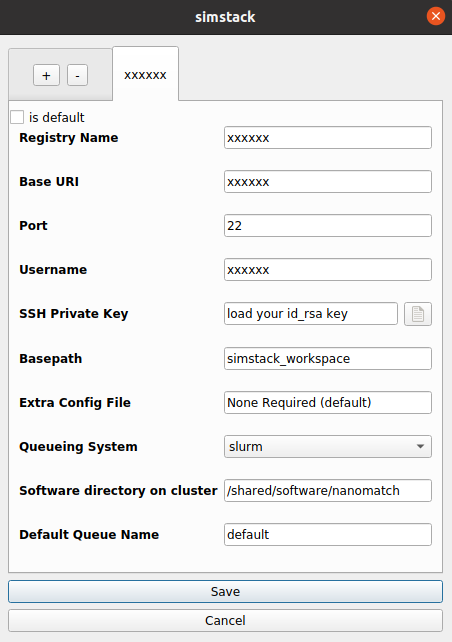 simstack
+ - xxxxxx
is default
Registry Name xxxxxx
Base URI xxxxxx
Port 22
Username xxxxxx
SSH Private Key load your id_rsa key
Basepath simstack_workspace
Extra Config File None Required (default)
Queueing System slurm
Software directory on cluster /shared/software/nanomatch
Default Queue Name default
Save
Cancel